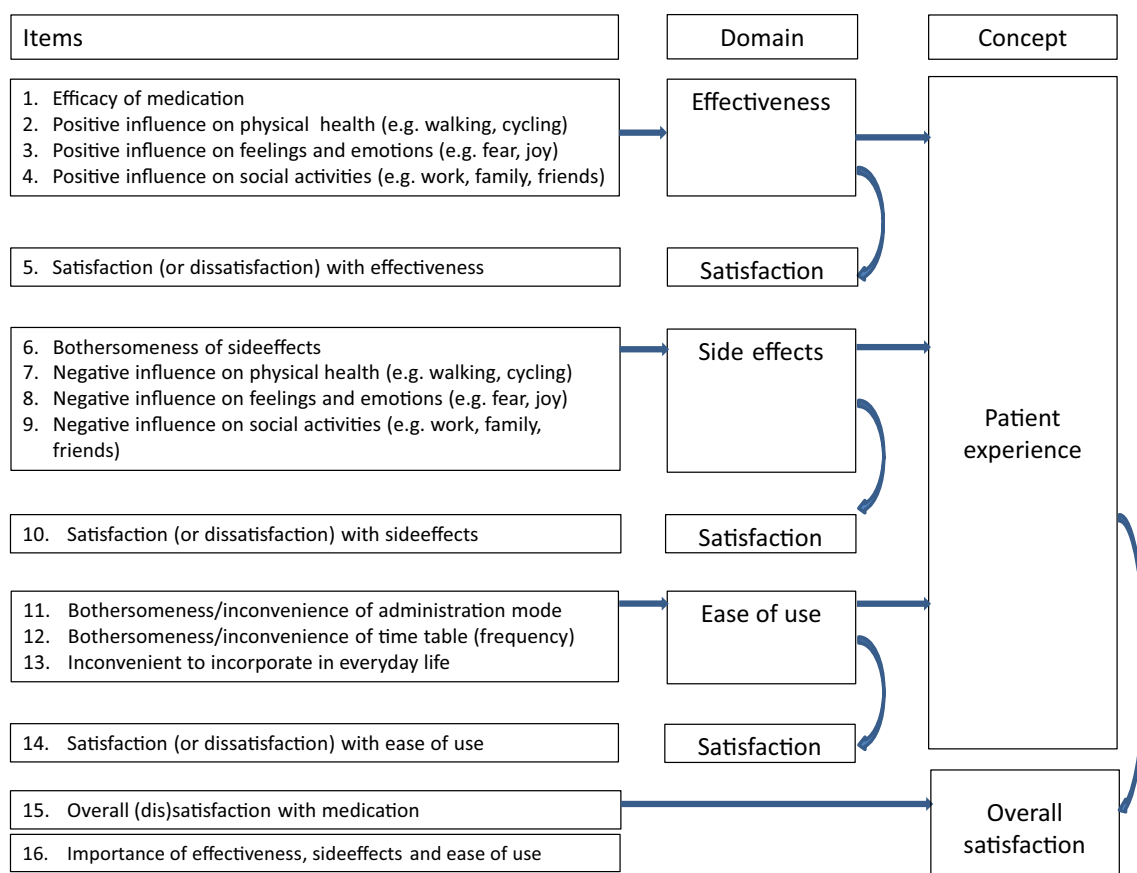 Items
Domain
Concept
1. Efficacy of medication
2. Positive influence on physical health (e.g. walking, cycling)
3. Positive influence on feelings and emotions (e.g. fear, joy)
4. Positive influence on social activities (e.g. work, family, friends)
Effectiveness
5. Satisfaction (or dissatisfaction) with effectiveness
Satisfaction
6. Bothersomeness of sideeffects
7. Negative influence on physical health (e.g. walking, cycling)
8. Negative influence on feelings and emotions (e.g. fear, joy)
9. Negative influence on social activities (e.g. work, family,
friends)
Side effects
Patient
experience
10. Satisfaction (or dissatisfaction) with sideeffects
Satisfaction
11. Bothersomeness/inconvenience of administration mode
12. Bothersomeness/inconvenience of time table (frequency)
13. Inconvenient to incorporate in everyday life
Ease of use
14. Satisfaction (or dissatisfaction) with ease of use
Satisfaction
15. Overall (dis)satisfaction with medication
16. Importance of effectiveness, sideeffects and ease of use
Overall
satisfaction